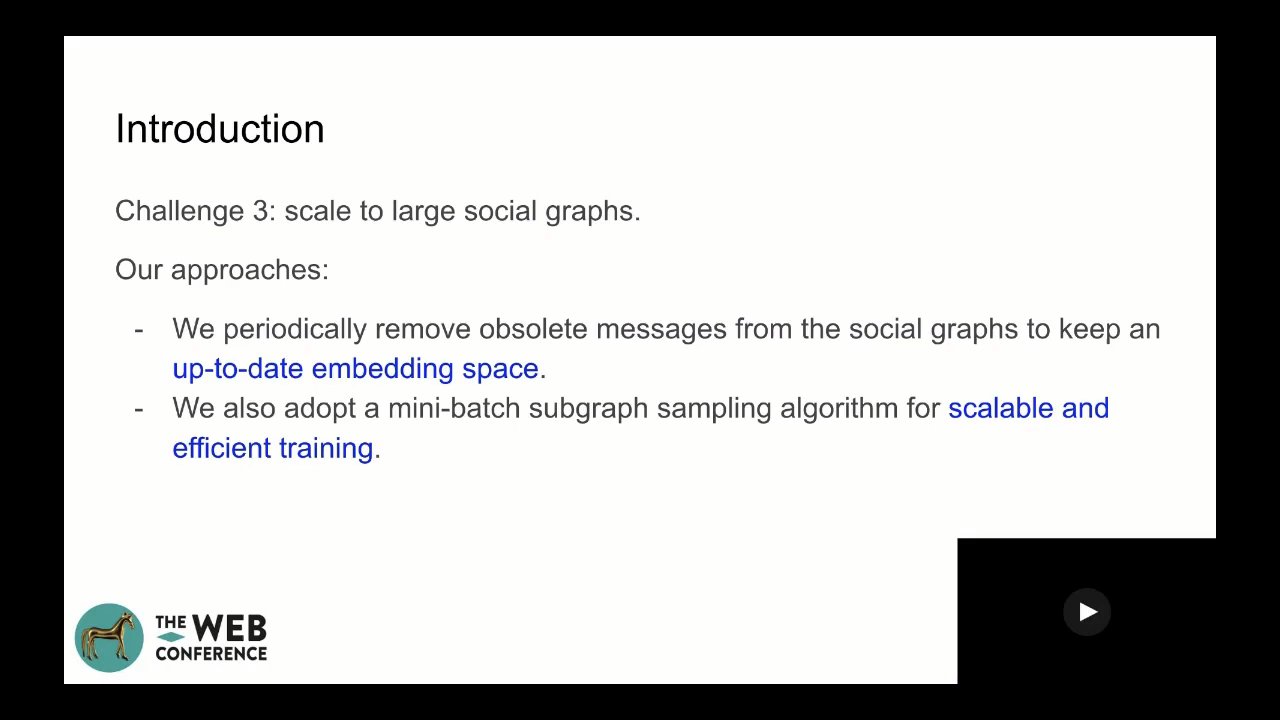 Introduction
Challenge 3: scale to large social graphs.
Our approaches:
- We periodically remove obsolete messages from the social graphs to keep an
up-to-date embedding space.
- We also adopt a mini-batch subgraph sampling algorithm for scalable and
efficient training.
THE WEB
CONFERENCE